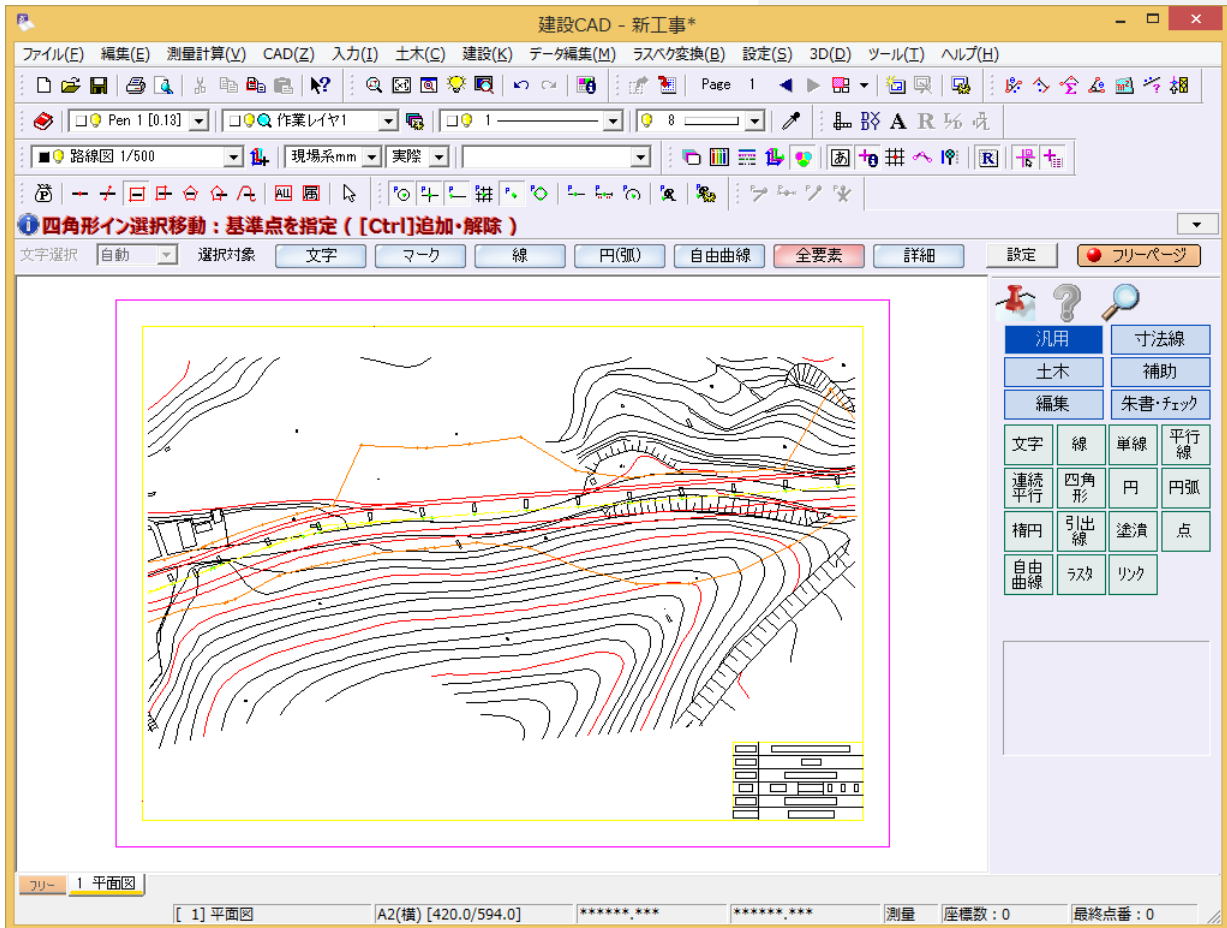 建設CAD - 新工事*
ファイル(F) 編集(E) 測量計算(V) CAD(Z) 入力(I) 土木(C) 建設(K) データ編集(M) ラスベク変換(B) 設定(S) 3D(D) ツール(T) ヘルプ(H)
Page 1
Pen 1 [0.13] 作業レイヤ1 1 8
路線図 1/500 現場系mm 実際
ALL 属
四角形イン選択移動：基準点を指定 ( [Ctrl]追加・解除 )
文字選択 自動 選択対象 文字 マーク 線 円(弧) 自由曲線 全要素 詳細 設定 フリーページ
汎用 寸法線
土木 補助
編集 朱書・チェック
文字 線 単線 平行線
連続平行 四角形 円 円弧
楕円 引出線 塗潰 点
自由曲線 ラスタ リンク
フリー 1 平面図
[ 1] 平面図 A2(横) [420.0/594.0] ******.*** ******.*** 測量 座標数：0 最終点番：0